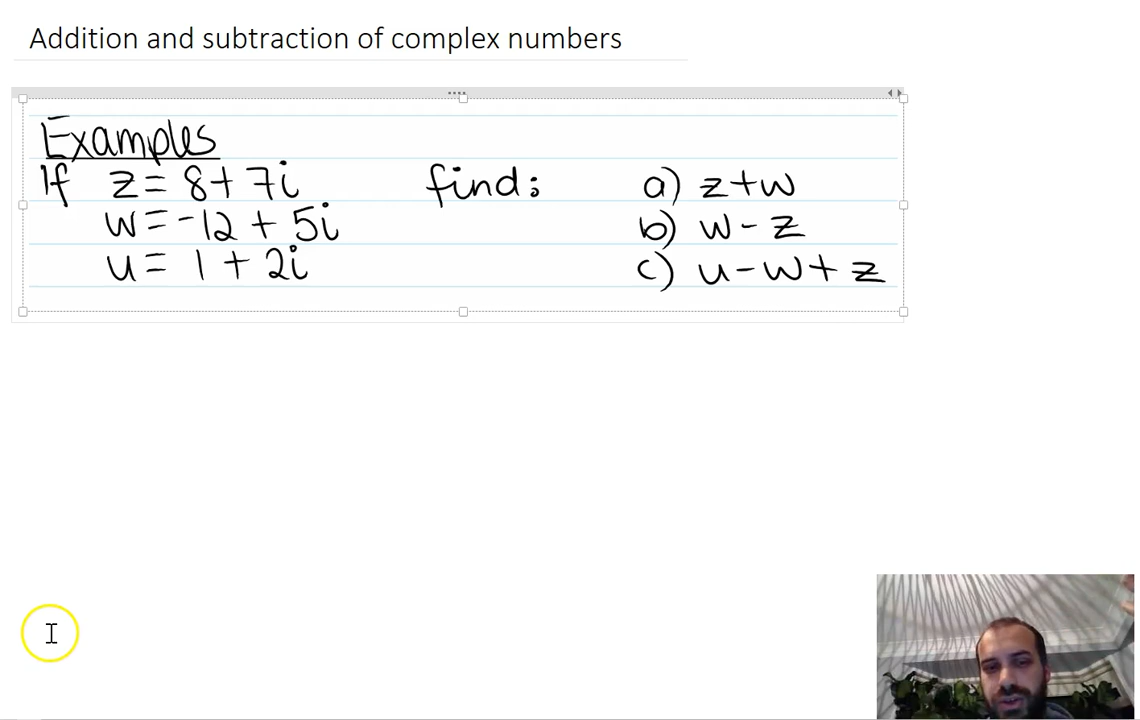 Addition and subtraction of complex numbers
Examples
If z = 8 + 7i find: a) z + w
w = -12 + 5i b) w - z
u = 1 + 2i c) u - w + z